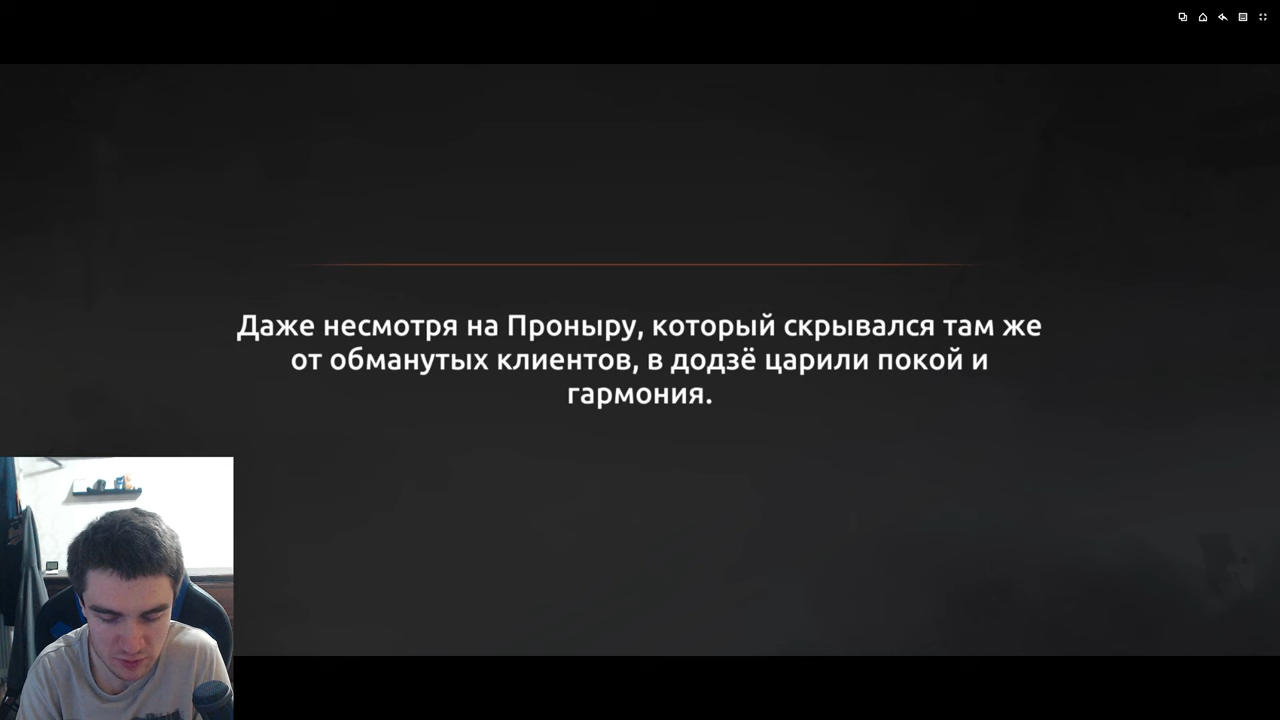 Даже несмотря на Проныру, который скрывался там же
от обманутых клиентов, в додзё царили покой и
гармония.